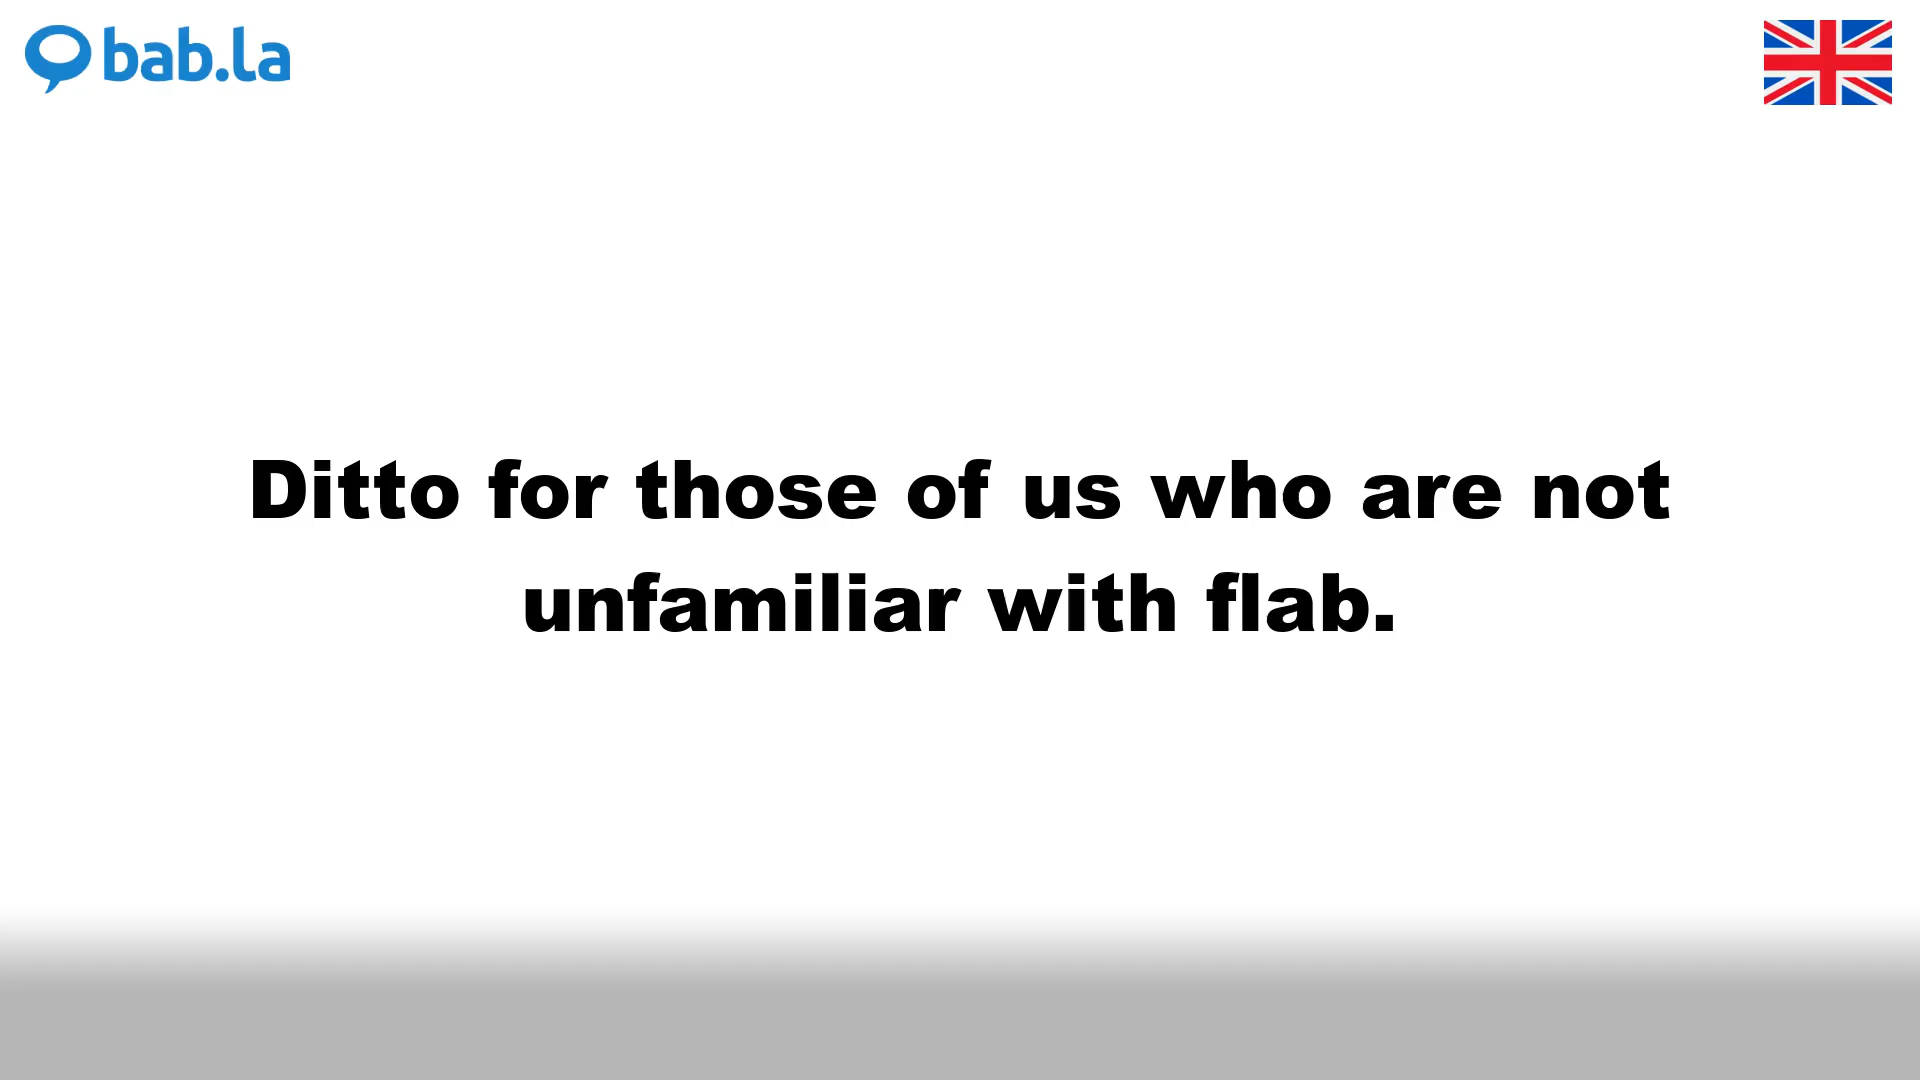 bab.la
Ditto for those of us who are not
unfamiliar with flab.